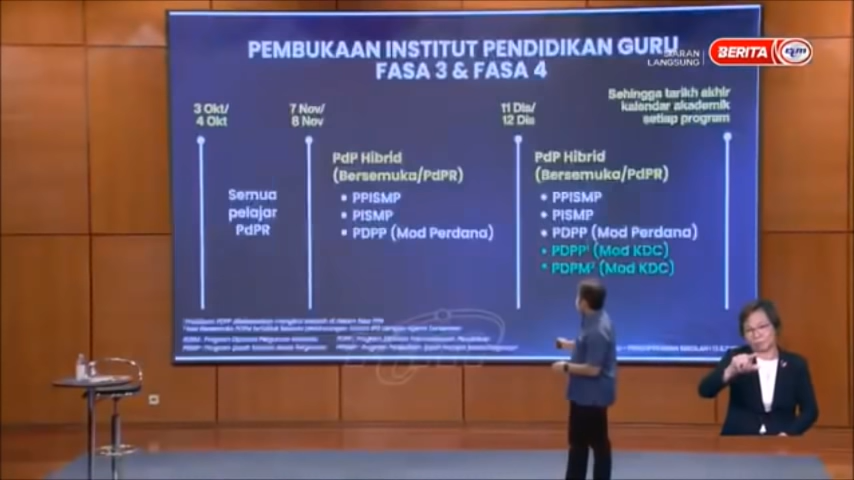 PEMBUKAAN INSTITUT PENDIDIKAN GURU
FASA 3 & FASA 4
SIARAN
LANGSUNG
BERITA
3 Okt/
4 Okt
7 Nov/
8 Nov
11 Dis/
12 Dis
Sehingga tarikh akhir
kalendar akademik
setiap program
Semua
pelajar
PdPR
PdP Hibrid
(Bersemuka/PdPR)
• PPISMP
• PISMP
• PDPP (Mod Perdana)
PdP Hibrid
(Bersemuka/PdPR)
• PPISMP
• PISMP
• PDPP (Mod Perdana)
• PDPP¹ (Mod KDC)
• PDPM² (Mod KDC)